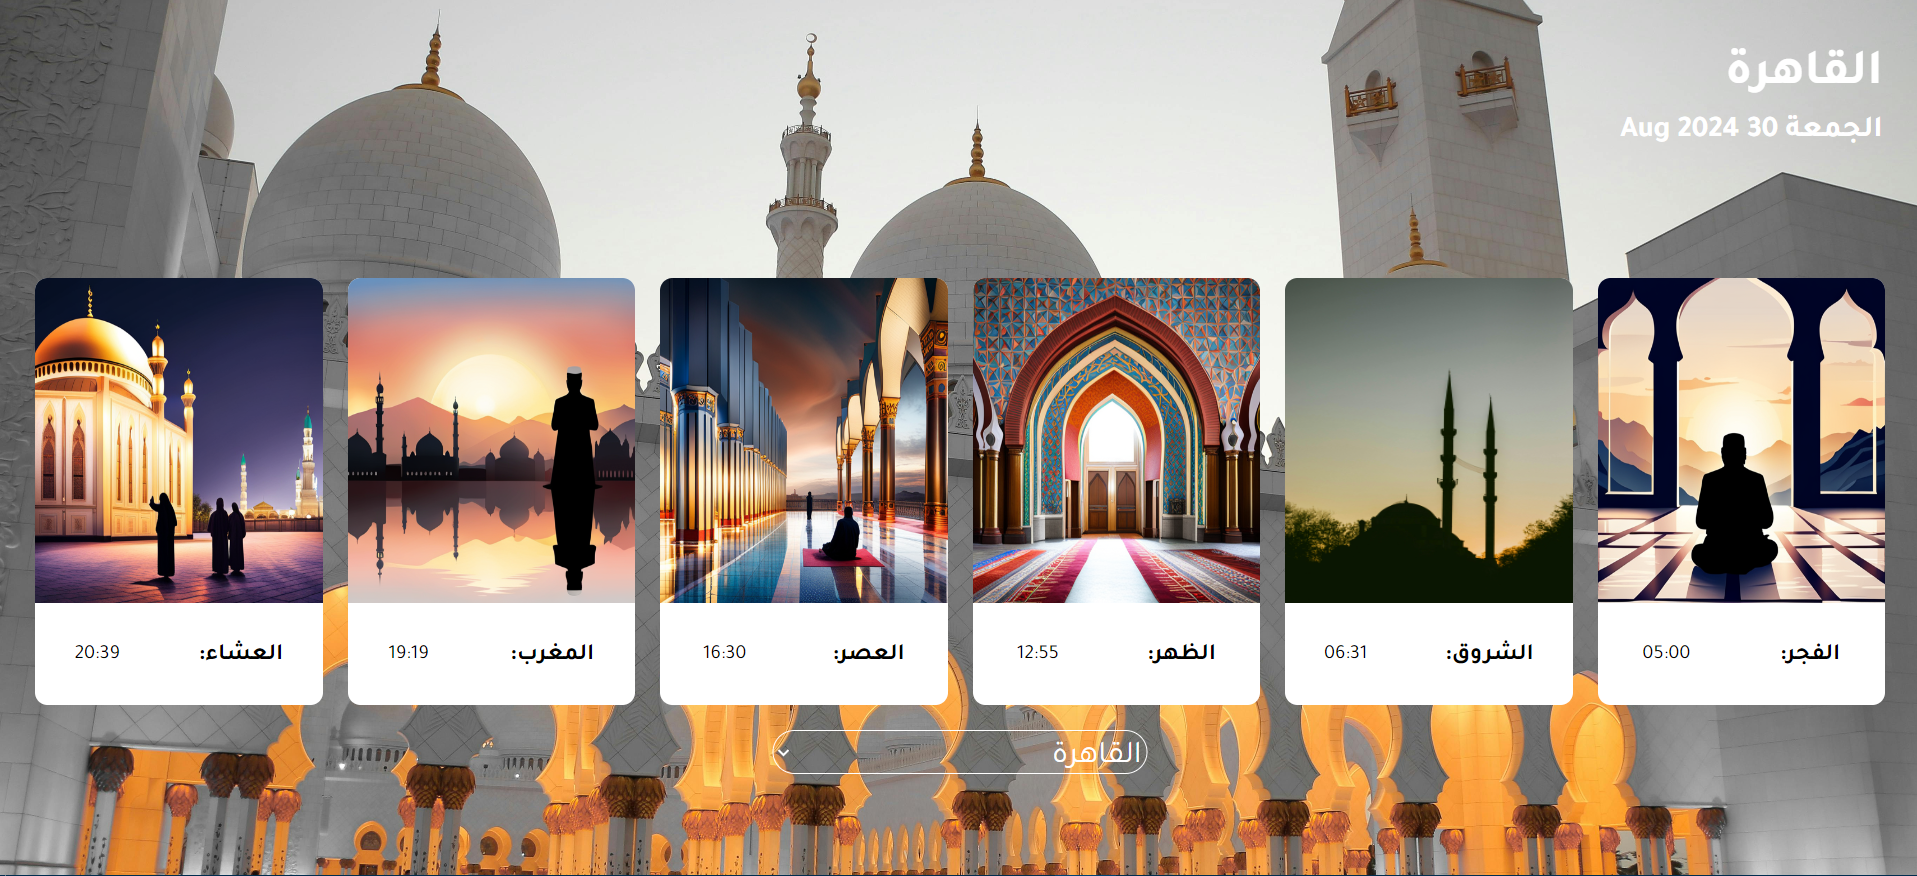 القاهرة
الجمعة 30 Aug 2024
الفجر: 05:00
الشروق: 06:31
الظهر: 12:55
العصر: 16:30
المغرب: 19:19
العشاء: 20:39
القاهرة